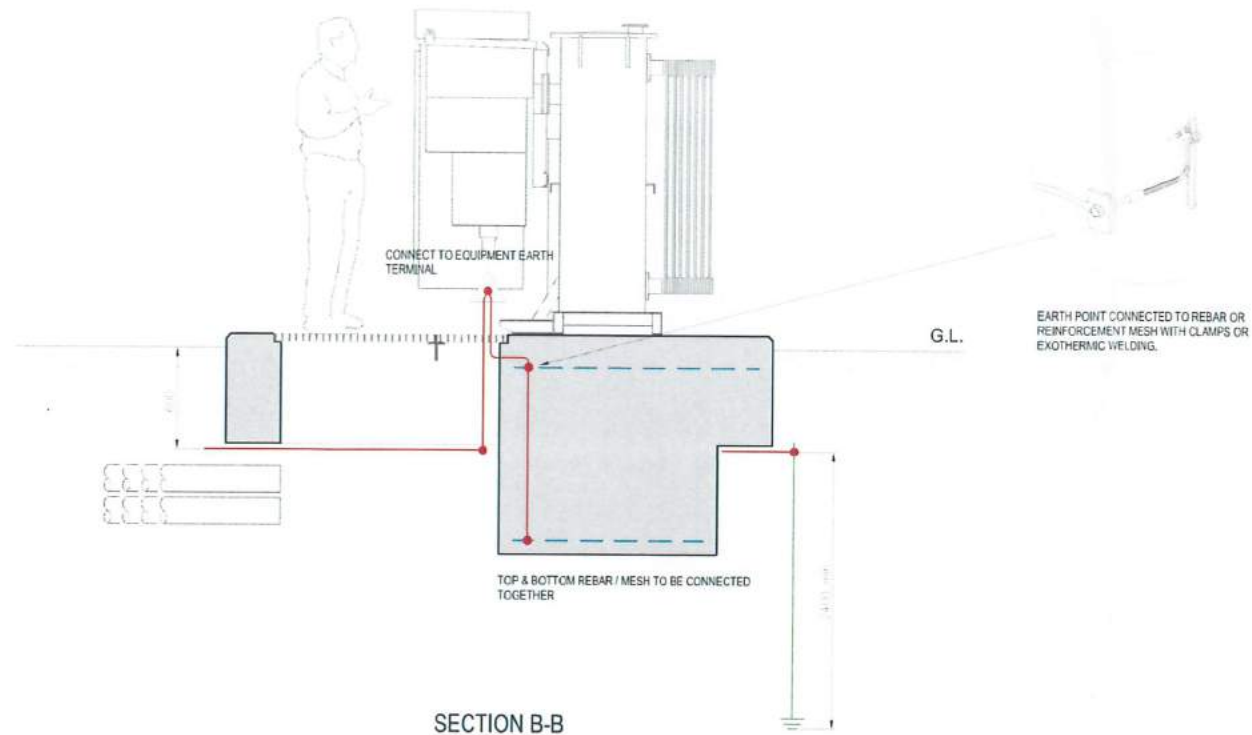 CONNECT TO EQUIPMENT EARTH
TERMINAL
G.L.
EARTH POINT CONNECTED TO REBAR OR
REINFORCEMENT MESH WITH CLAMPS OR
EXOTHERMIC WELDING.
TOP & BOTTOM REBAR / MESH TO BE CONNECTED
TOGETHER
SECTION B-B